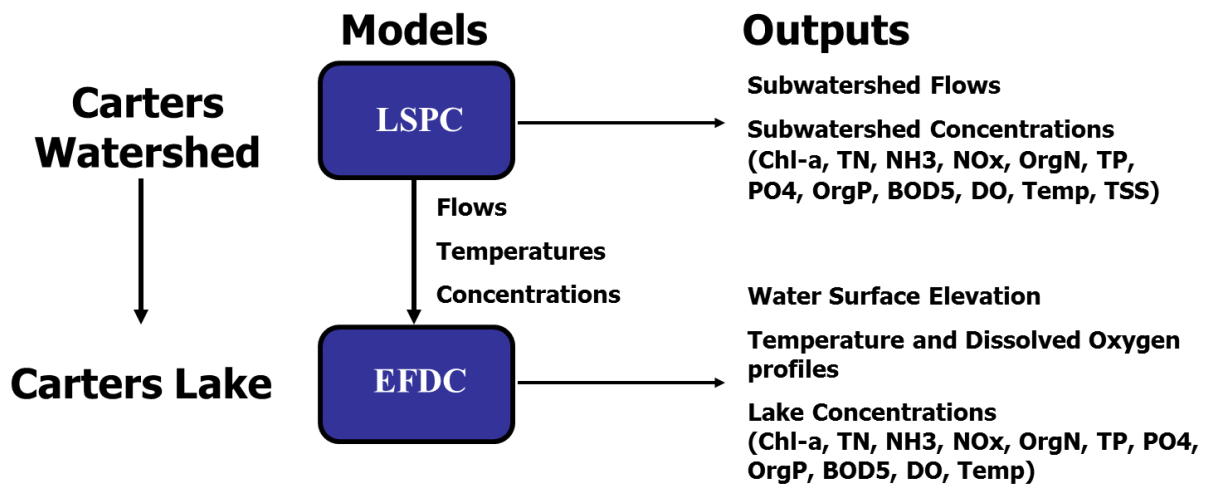 Models
Outputs
Carters
Watershed
LSPC
Subwatershed Flows
Subwatershed Concentrations
(Chl-a, TN, NH3, NOx, OrgN, TP,
PO4, OrgP, BOD5, DO, Temp, TSS)
Flows
Temperatures
Concentrations
Carters Lake
EFDC
Water Surface Elevation
Temperature and Dissolved Oxygen
profiles
Lake Concentrations
(Chl-a, TN, NH3, NOx, OrgN, TP, PO4,
OrgP, BOD5, DO, Temp)